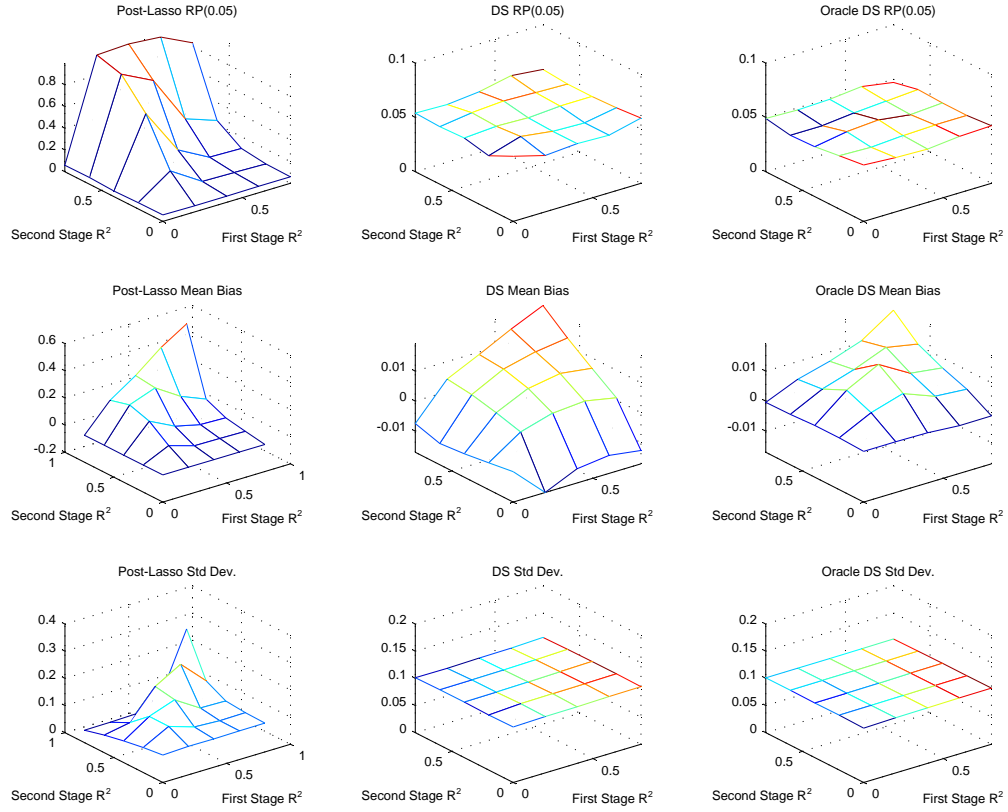 Post-Lasso RP(0.05)
0.8
0.6
0.4
0.2
0
0.5
0
0
0.5
Second Stage R²
First Stage R²
DS RP(0.05)
0.1
0.05
0
0.5
0
0
0.5
Second Stage R²
First Stage R²
Oracle DS RP(0.05)
0.1
0.05
0
0.5
0
0
0.5
Second Stage R²
First Stage R²
Post-Lasso Mean Bias
0.6
0.4
0.2
0
-0.2
1
0.5
0
0
0.5
1
Second Stage R²
First Stage R²
DS Mean Bias
0.01
0
-0.01
0.5
0
0
0.5
Second Stage R²
First Stage R²
Oracle DS Mean Bias
0.01
0
-0.01
0.5
0
0
0.5
Second Stage R²
First Stage R²
Post-Lasso Std Dev.
0.4
0.3
0.2
0.1
0
1
0.5
0
0
0.5
1
Second Stage R²
First Stage R²
DS Std Dev.
0.2
0.15
0.1
0.05
0
0.5
0
0
0.5
Second Stage R²
First Stage R²
Oracle DS Std Dev.
0.2
0.15
0.1
0.05
0
0.5
0
0
0.5
Second Stage R²
First Stage R²